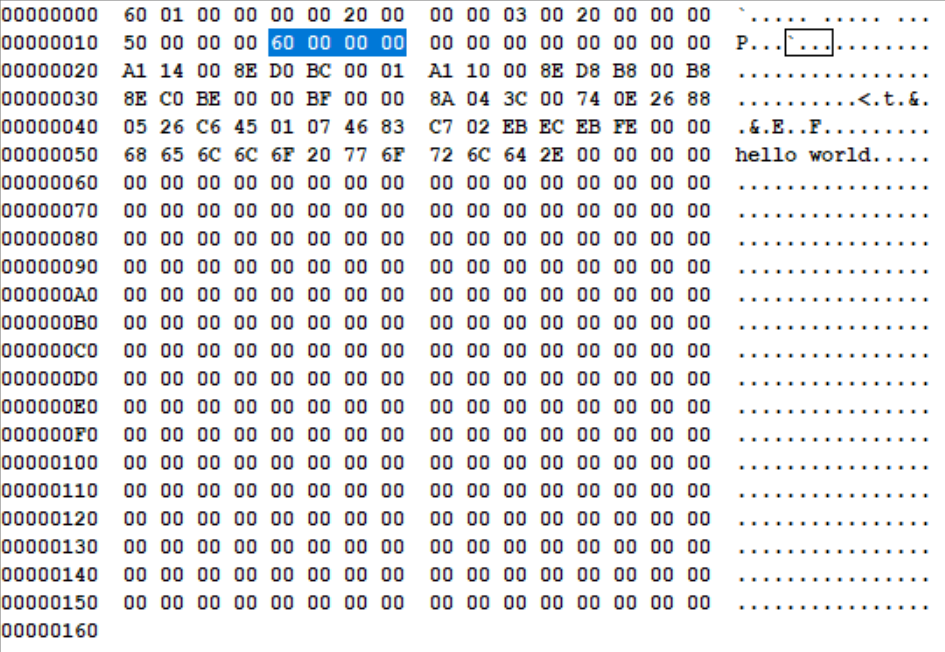 00000000 60 01 00 00 00 00 20 00 00 00 03 00 20 00 00 00 `..... ..... ...
00000010 50 00 00 00 60 00 00 00 00 00 00 00 00 00 00 00 P...`...........
00000020 A1 14 00 8E D0 BC 00 01 A1 10 00 8E D8 B8 00 B8 ................
00000030 8E C0 BE 00 00 BF 00 00 8A 04 3C 00 74 0E 26 88 ..........<.t.&.
00000040 05 26 C6 45 01 07 46 83 C7 02 EB EC EB FE 00 00 .&.E..F.........
00000050 68 65 6C 6C 6F 20 77 6F 72 6C 64 2E 00 00 00 00 hello world.....
00000060 00 00 00 00 00 00 00 00 00 00 00 00 00 00 00 00 ................
00000070 00 00 00 00 00 00 00 00 00 00 00 00 00 00 00 00 ................
00000080 00 00 00 00 00 00 00 00 00 00 00 00 00 00 00 00 ................
00000090 00 00 00 00 00 00 00 00 00 00 00 00 00 00 00 00 ................
000000A0 00 00 00 00 00 00 00 00 00 00 00 00 00 00 00 00 ................
000000B0 00 00 00 00 00 00 00 00 00 00 00 00 00 00 00 00 ................
000000C0 00 00 00 00 00 00 00 00 00 00 00 00 00 00 00 00 ................
000000D0 00 00 00 00 00 00 00 00 00 00 00 00 00 00 00 00 ................
000000E0 00 00 00 00 00 00 00 00 00 00 00 00 00 00 00 00 ................
000000F0 00 00 00 00 00 00 00 00 00 00 00 00 00 00 00 00 ................
00000100 00 00 00 00 00 00 00 00 00 00 00 00 00 00 00 00 ................
00000110 00 00 00 00 00 00 00 00 00 00 00 00 00 00 00 00 ................
00000120 00 00 00 00 00 00 00 00 00 00 00 00 00 00 00 00 ................
00000130 00 00 00 00 00 00 00 00 00 00 00 00 00 00 00 00 ................
00000140 00 00 00 00 00 00 00 00 00 00 00 00 00 00 00 00 ................
00000150 00 00 00 00 00 00 00 00 00 00 00 00 00 00 00 00 ................
00000160